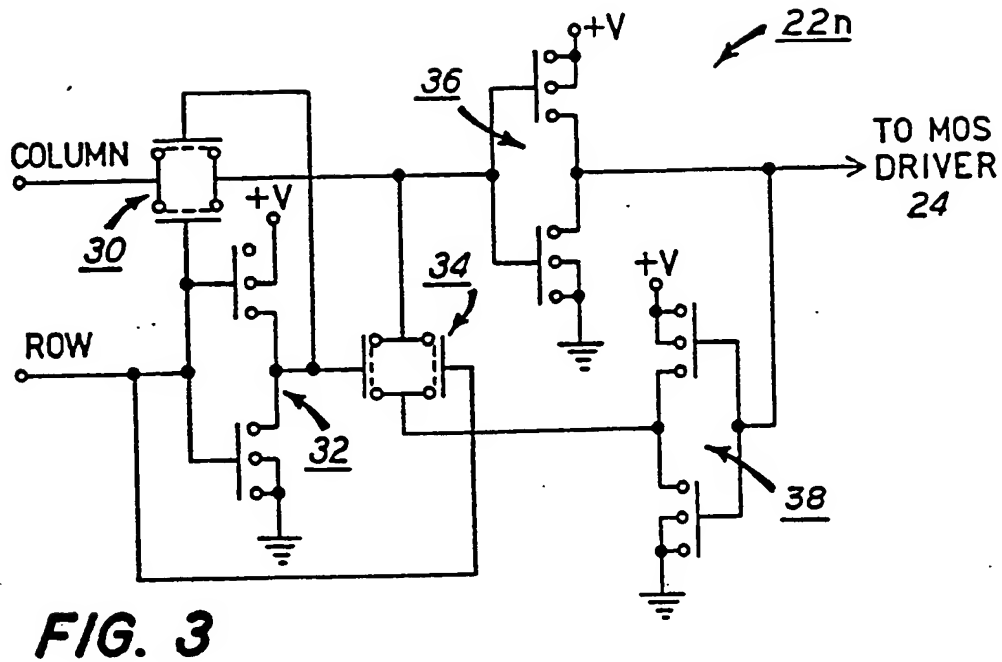 +V
22n
36
COLUMN
+V
TO MOS
DRIVER
24
30
34
+V
ROW
32
38
FIG. 3